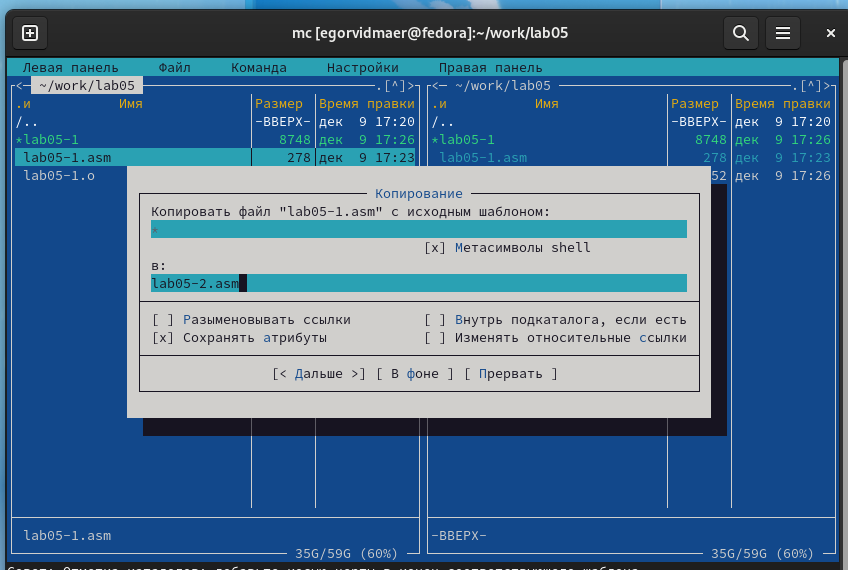 mc [egorvidmaer@fedora]:~/work/lab05
Левая панель Файл Команда Настройки Правая панель
<─ ~/work/lab05 .[^]> <─ ~/work/lab05 .[^]>
.и Имя Размер Время правки .и Имя Размер Время правки
/.. -ВВЕРХ- дек 9 17:20 /.. -ВВЕРХ- дек 9 17:20
*lab05-1 8748 дек 9 17:26 *lab05-1 8748 дек 9 17:26
lab05-1.asm 278 дек 9 17:23 lab05-1.asm 278 дек 9 17:23
lab05-1.o 52 дек 9 17:26
Копирование
Копировать файл "lab05-1.asm" с исходным шаблоном:
*
[x] Метасимволы shell
в:
lab05-2.asm
[ ] Разыменовывать ссылки [ ] Внутрь подкаталога, если есть
[x] Сохранять атрибуты [ ] Изменять относительные ссылки
[< Дальше >] [ В фоне ] [ Прервать ]
lab05-1.asm -ВВЕРХ-
35G/59G (60%) 35G/59G (60%)